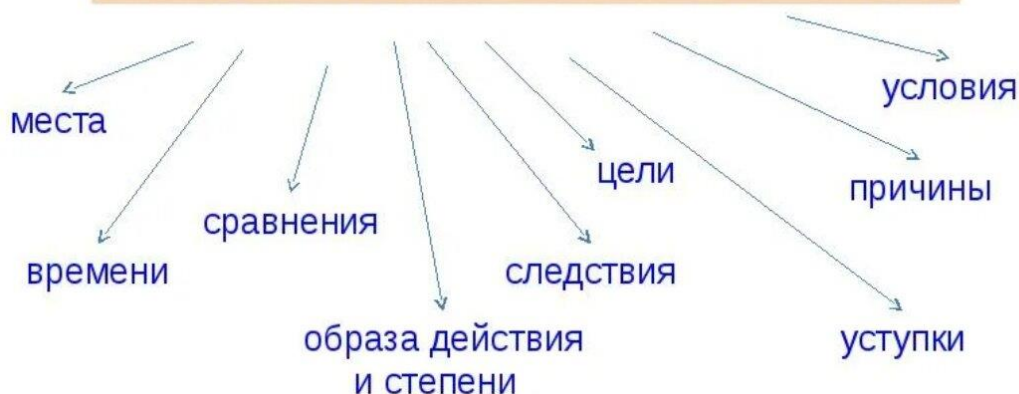 условия
места
цели
причины
сравнения
времени
следствия
образа действия
и степени
уступки